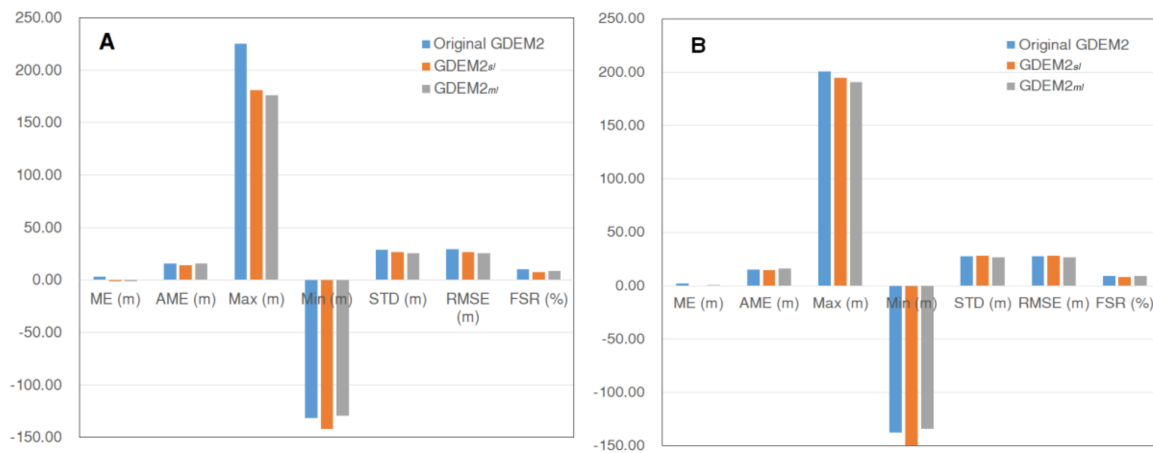 250.00
200.00
150.00
100.00
50.00
0.00
-50.00
-100.00
-150.00
A
Original GDEM2
GDEM2sl
GDEM2ml
ME (m) AME (m) Max (m) Min (m) STD (m) RMSE (m) FSR (%)
250.00
200.00
150.00
100.00
50.00
0.00
-50.00
-100.00
-150.00
B
Original GDEM2
GDEM2sl
GDEM2ml
ME (m) AME (m) Max (m) Min (m) STD (m) RMSE (m) FSR (%)